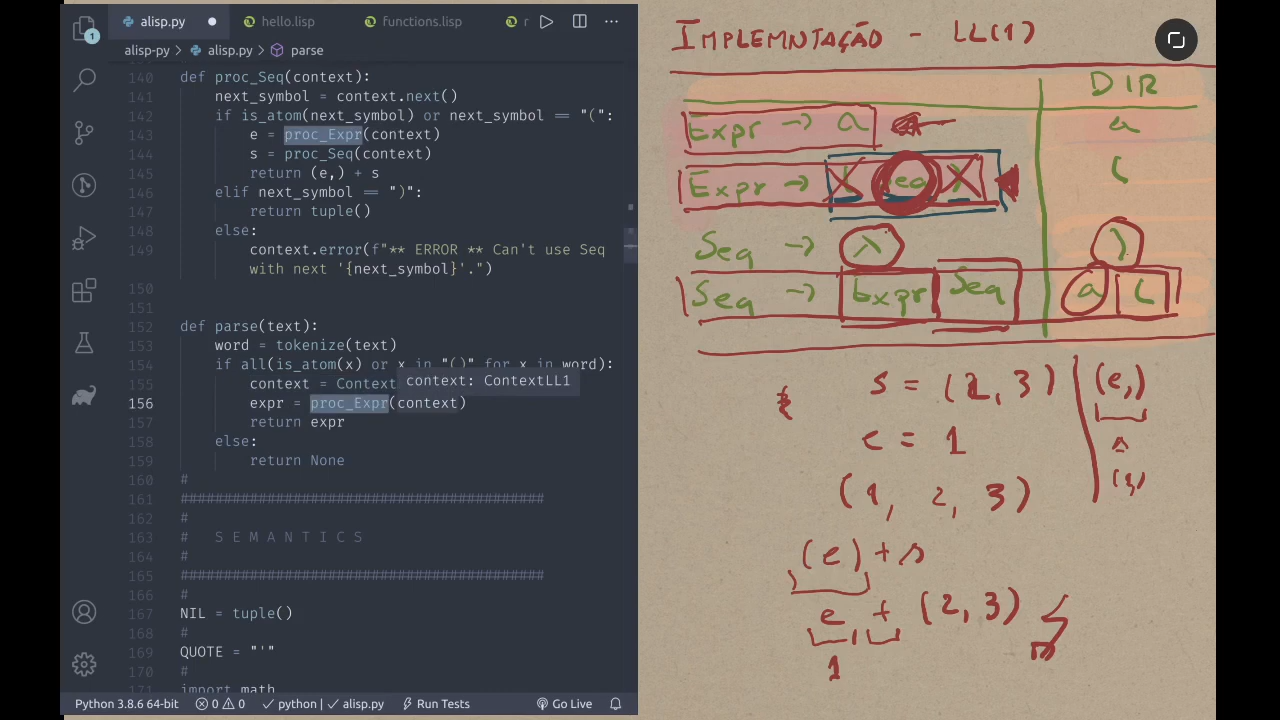 alisp.py
hello.lisp
functions.lisp
alisp-py > alisp.py > parse
140 def proc_Seq(context):
141 next_symbol = context.next()
142 if is_atom(next_symbol) or next_symbol == "(":
143 e = proc_Expr(context)
144 s = proc_Seq(context)
145 return (e,) + s
146 elif next_symbol == ")":
147 return tuple()
148 else:
149 context.error(f"** ERROR ** Can't use Seq
with next '{next_symbol}'.")
150
151
152 def parse(text):
153 word = tokenize(text)
154 if all(is_atom(x) or x in "()" for x in word):
155 context = Context
context: ContextLL1
156 expr = proc_Expr(context)
157 return expr
158 else:
159 return None
160 #
161 ##########################################
162 #
163 # S E M A N T I C S
164 #
165 ##########################################
166 #
167 NIL = tuple()
168 #
169 QUOTE = "'"
170 #
171 import math
Python 3.8.6 64-bit 0 0 python | alisp.py Run Tests Go Live
1
IMPLEMNTAÇÃO - LL(1)
DIR
Expr → a a
Expr → ( Seq ) (
Seq → λ )
Seq → Expr Seq a (
s = (2, 3) (e,)
e = 1
(1, 2, 3) (1,)
(e) + s
e + (2, 3)
1